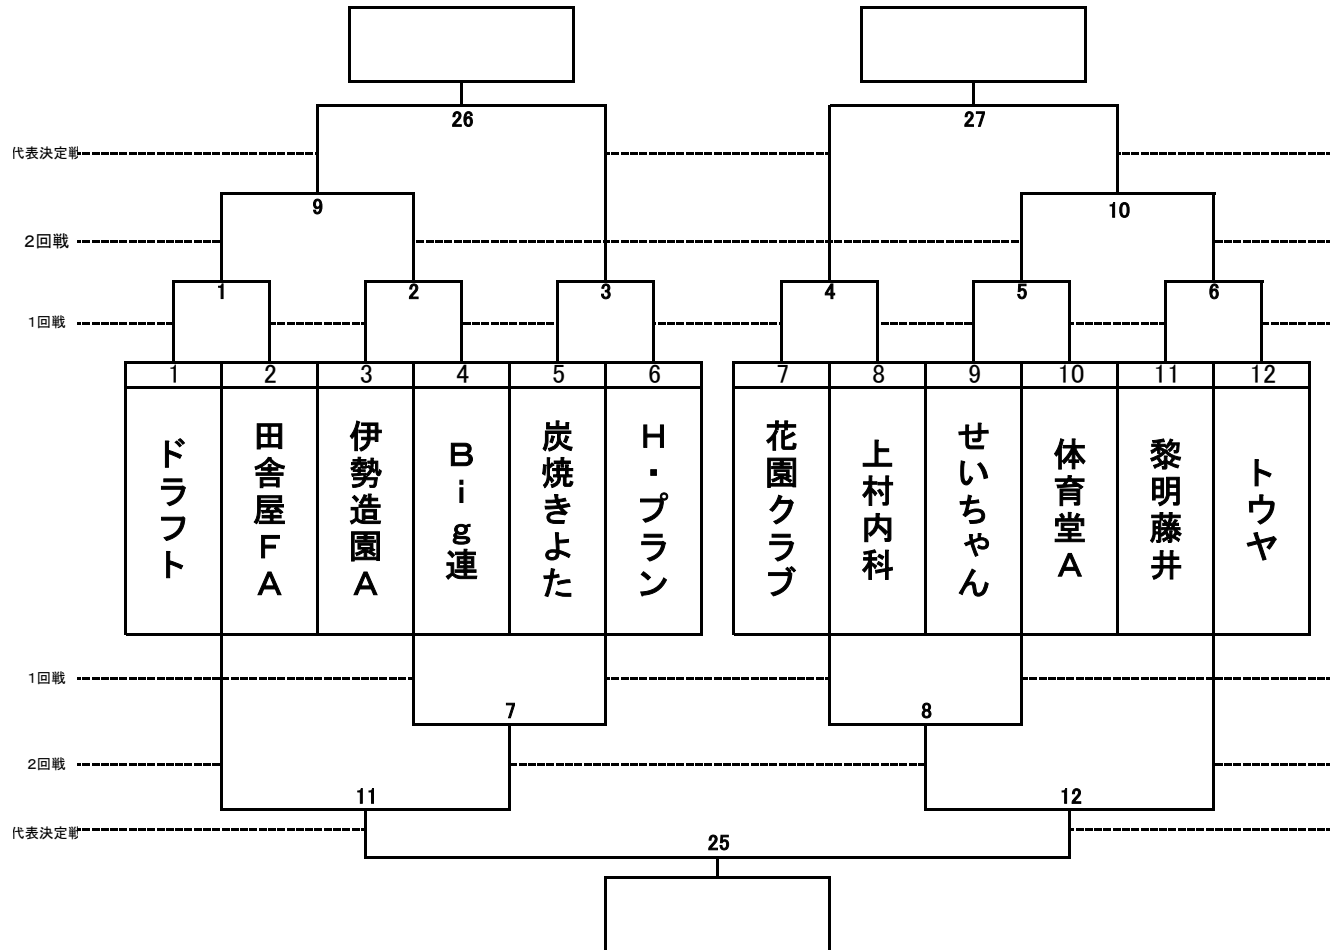 26
27
代表決定戦
9
10
2回戦
1
2
3
4
5
6
1回戦
1
2
3
4
5
6
7
8
9
10
11
12
ドラフト
田舎屋FA
伊勢造園A
Big連
炭焼きよた
H・プラン
花園クラブ
上村内科
せいちゃん
体育堂A
黎明藤井
トウヤ
1回戦
7
8
2回戦
11
12
代表決定戦
25